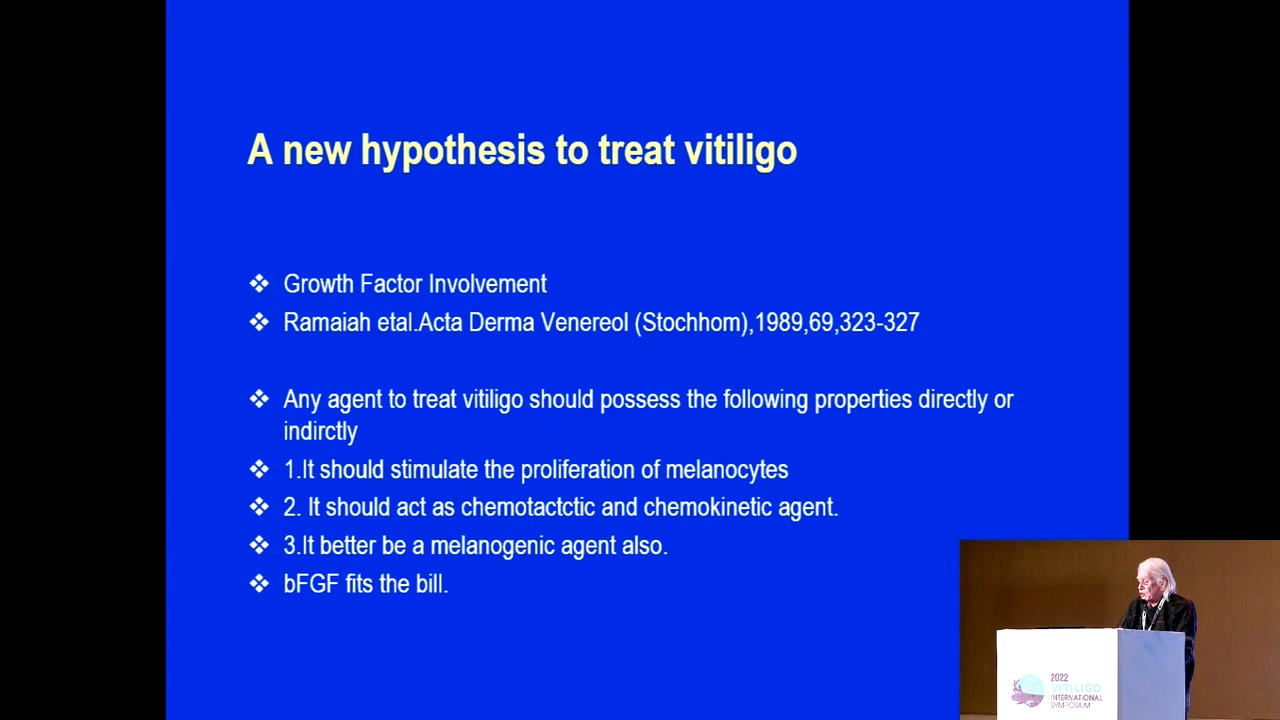 A new hypothesis to treat vitiligo
❖ Growth Factor Involvement
❖ Ramaiah etal.Acta Derma Venereol (Stochhom),1989,69,323-327
❖ Any agent to treat vitiligo should possess the following properties directly or
indirctly
❖ 1.It should stimulate the proliferation of melanocytes
❖ 2. It should act as chemotactctic and chemokinetic agent.
❖ 3.It better be a melanogenic agent also.
❖ bFGF fits the bill.
2022
VITILIGO
INTERNATIONAL
SYMPOSIUM